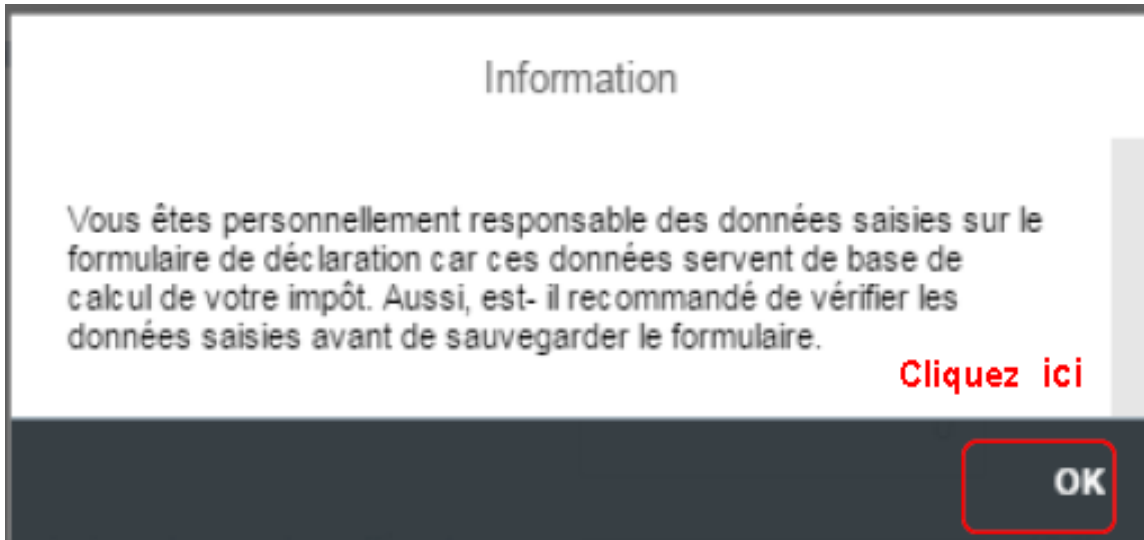 Information
Vous êtes personnellement responsable des données saisies sur le
formulaire de déclaration car ces données servent de base de
calcul de votre impôt. Aussi, est- il recommandé de vérifier les
données saisies avant de sauvegarder le formulaire.
Cliquez ici
OK